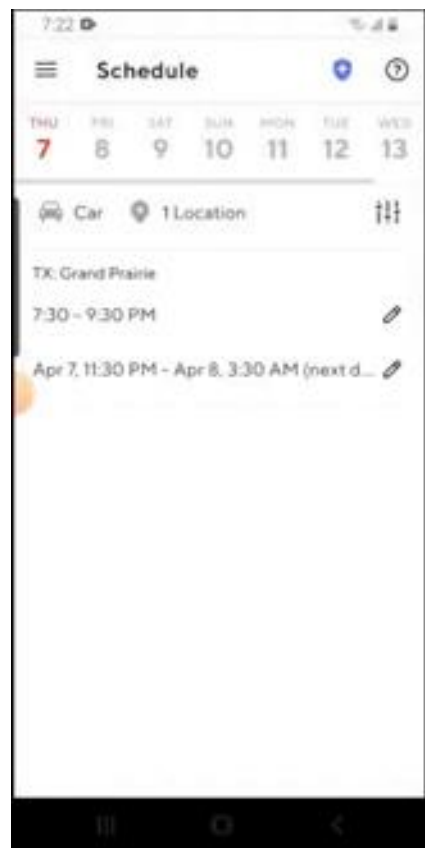 7:22
Schedule
THU FRI SAT SUN MON TUE WED
7 8 9 10 11 12 13
Car 1 Location
TX: Grand Prairie
7:30 - 9:30 PM
Apr 7, 11:30 PM - Apr 8, 3:30 AM (next d...